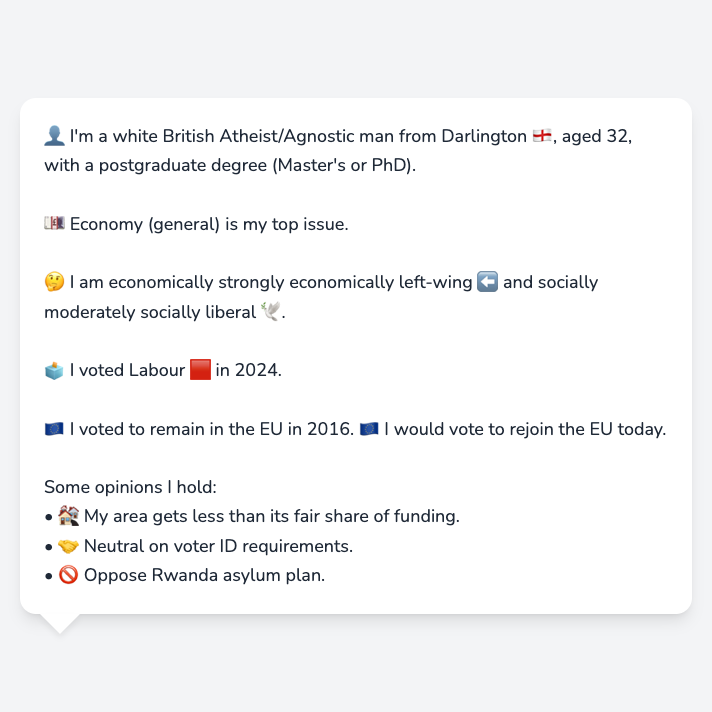 👤 I'm a white British Atheist/Agnostic man from Darlington 🏴󠁧󠁢󠁥󠁮󠁧󠁿, aged 32,
with a postgraduate degree (Master's or PhD).
💷 Economy (general) is my top issue.
🤔 I am economically strongly economically left-wing ⬅️ and socially
moderately socially liberal 🕊️.
🗳️ I voted Labour 🟥 in 2024.
🇪🇺 I voted to remain in the EU in 2016. 🇪🇺 I would vote to rejoin the EU today.
Some opinions I hold:
• 🏘️ My area gets less than its fair share of funding.
• 🤝 Neutral on voter ID requirements.
• 🚫 Oppose Rwanda asylum plan.